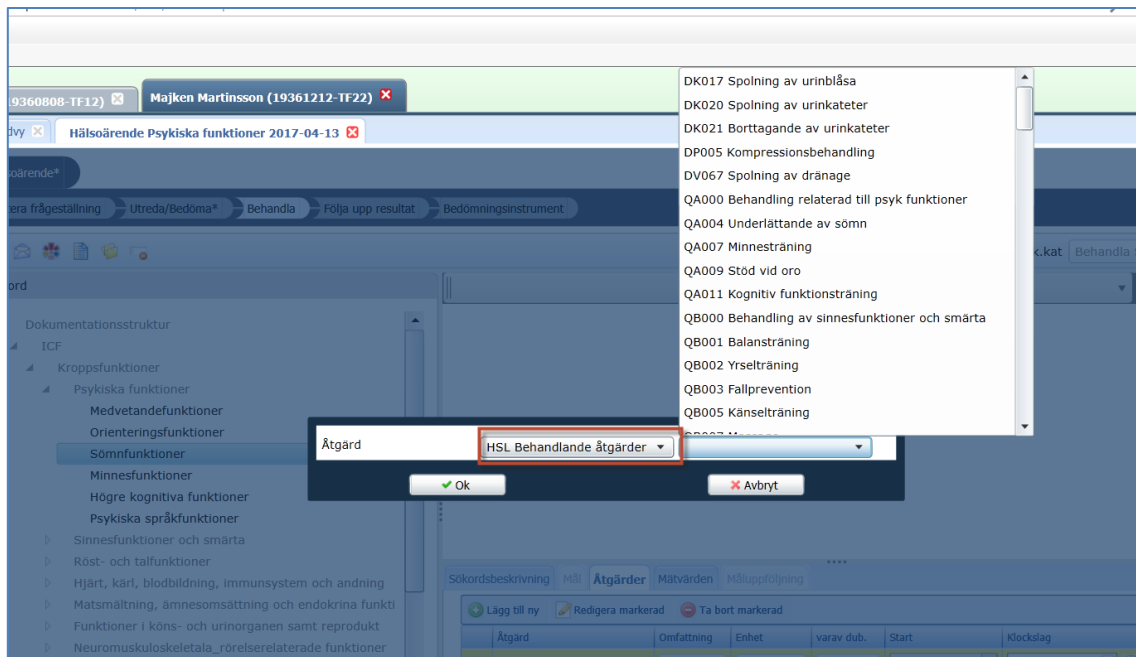 19360808-TF12)
Majken Martinsson (19361212-TF22)
Hälsoärende Psykiska funktioner 2017-04-13
Utreda/Bedöma*
Behandla
Följa upp resultat
Bedömningsinstrument
k.kat
Behandla
DK017 Spolning av urinblåsa
DK020 Spolning av urinkateter
DK021 Borttagande av urinkateter
DP005 Kompressionsbehandling
DV067 Spolning av dränage
QA000 Behandling relaterad till psyk funktioner
QA004 Underlättande av sömn
QA007 Minnesträning
QA009 Stöd vid oro
QA011 Kognitiv funktionsträning
QB000 Behandling av sinnesfunktioner och smärta
QB001 Balansträning
QB002 Yrselträning
QB003 Fallprevention
QB005 Känselträning
Dokumentationsstruktur
ICF
Kroppsfunktioner
Psykiska funktioner
Medvetandefunktioner
Orienteringsfunktioner
Sömnfunktioner
Minnesfunktioner
Högre kognitiva funktioner
Psykiska språkfunktioner
Sinnesfunktioner och smärta
Röst- och talfunktioner
Hjärt, kärl, blodbildning, immunsystem och andning
Matsmältning, ämnesomsättning och endokrina funkti
Funktioner i köns- och urinorganen samt reprodukt
Neuromuskuloskeletala_rörelserelaterade funktioner
Åtgärd
HSL Behandlande åtgärder
Ok
Avbryt
Sökordsbeskrivning
Mål
Åtgärder
Mätvärden
Måluppföljning
Lägg till ny
Redigera markerad
Ta bort markerad
Åtgärd
Omfattning
Enhet
varav dub.
Start
Klockslag